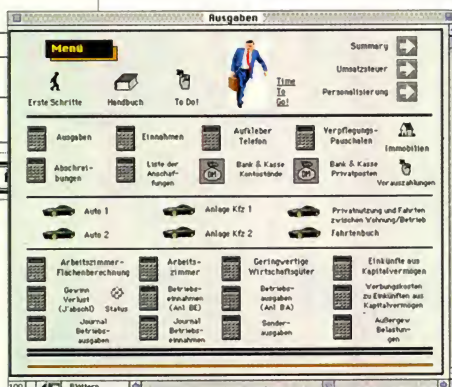 Ausgaben
Menü
Summary
Umsatzsteuer
Personalisierung
Time
To
Go!
Erste Schritte
Handbuch
To Do!
Ausgaben
Einnahmen
Aufkleber
Telefon
Verpflegungs-
Pauschalen
Immobilien
Abschrei-
bungen
Liste der
Anschaf-
fungen
DM
Bank & Kasse
Kontostände
DM
Bank & Kasse
Privatposten
Vorauszahlungen
Auto 1
Anlage Kfz 1
Privatnutzung und Fahrten
zwischen Wohnung/Betrieb
Auto 2
Anlage Kfz 2
Fahrtenbuch
Arbeitszimmer-
Flächenberechnung
Arbeits-
zimmer
Geringwertige
Wirtschaftsgüter
Einkünfte aus
Kapitalvermögen
Gewinn
Verlust
(J'abschl)
Status
Betriebs-
einnahmen
(Anl BE)
Betriebs-
ausgaben
(Anl BA)
Werbungskosten
zu Einkünften aus
Kapitalvermögen
Journal
Betriebs-
ausgaben
Journal
Betriebs-
einnahmen
Sonder-
ausgaben
Außergew
Belastun-
gen
100
Blättern